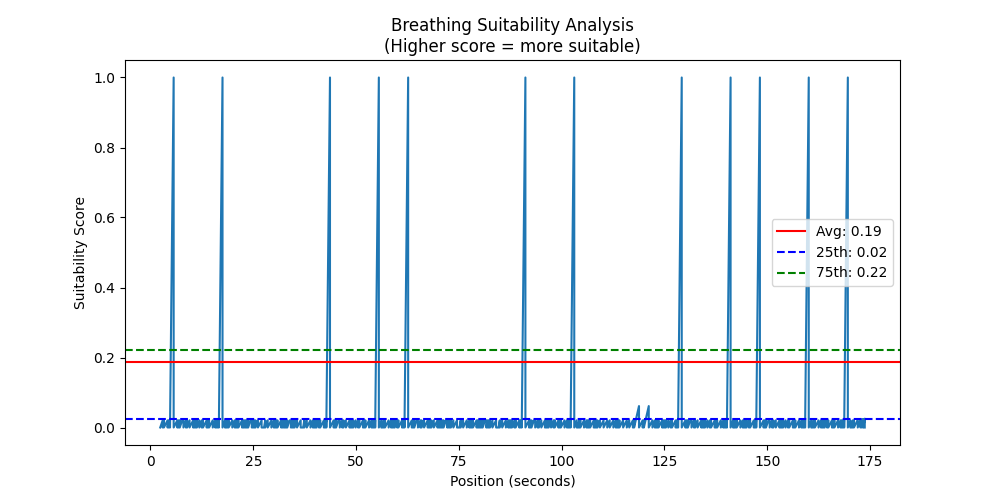 Breathing Suitability Analysis
(Higher score = more suitable)
Suitability Score
1.0
0.8
0.6
0.4
0.2
0.0
Avg: 0.19
25th: 0.02
75th: 0.22
0 25 50 75 100 125 150 175
Position (seconds)